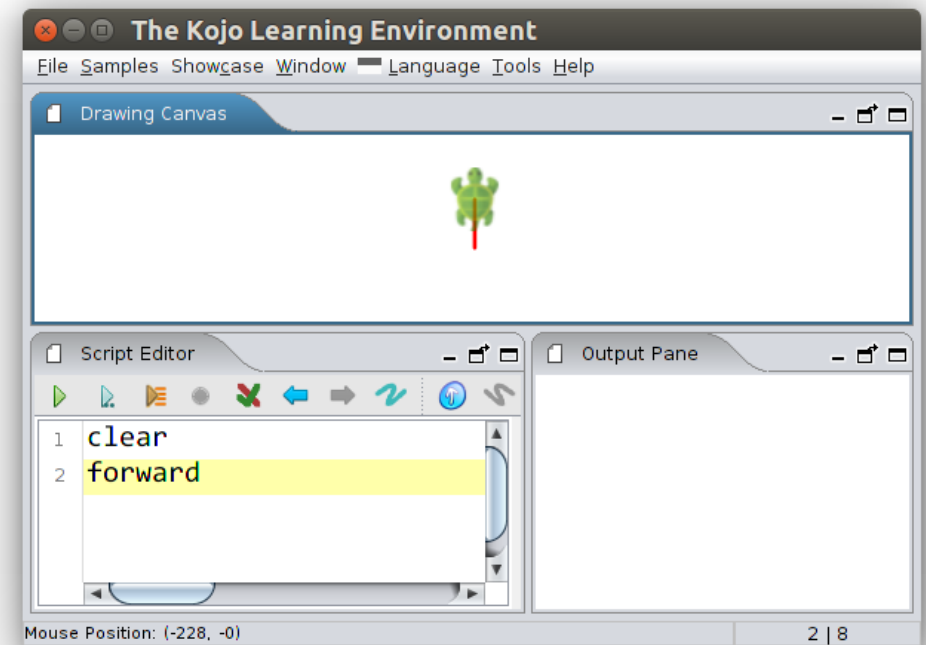 The Kojo Learning Environment
File Samples Showcase Window Language Tools Help
Drawing Canvas
Script Editor
Output Pane
1 clear
2 forward
Mouse Position: (-228, -0)
2 | 8